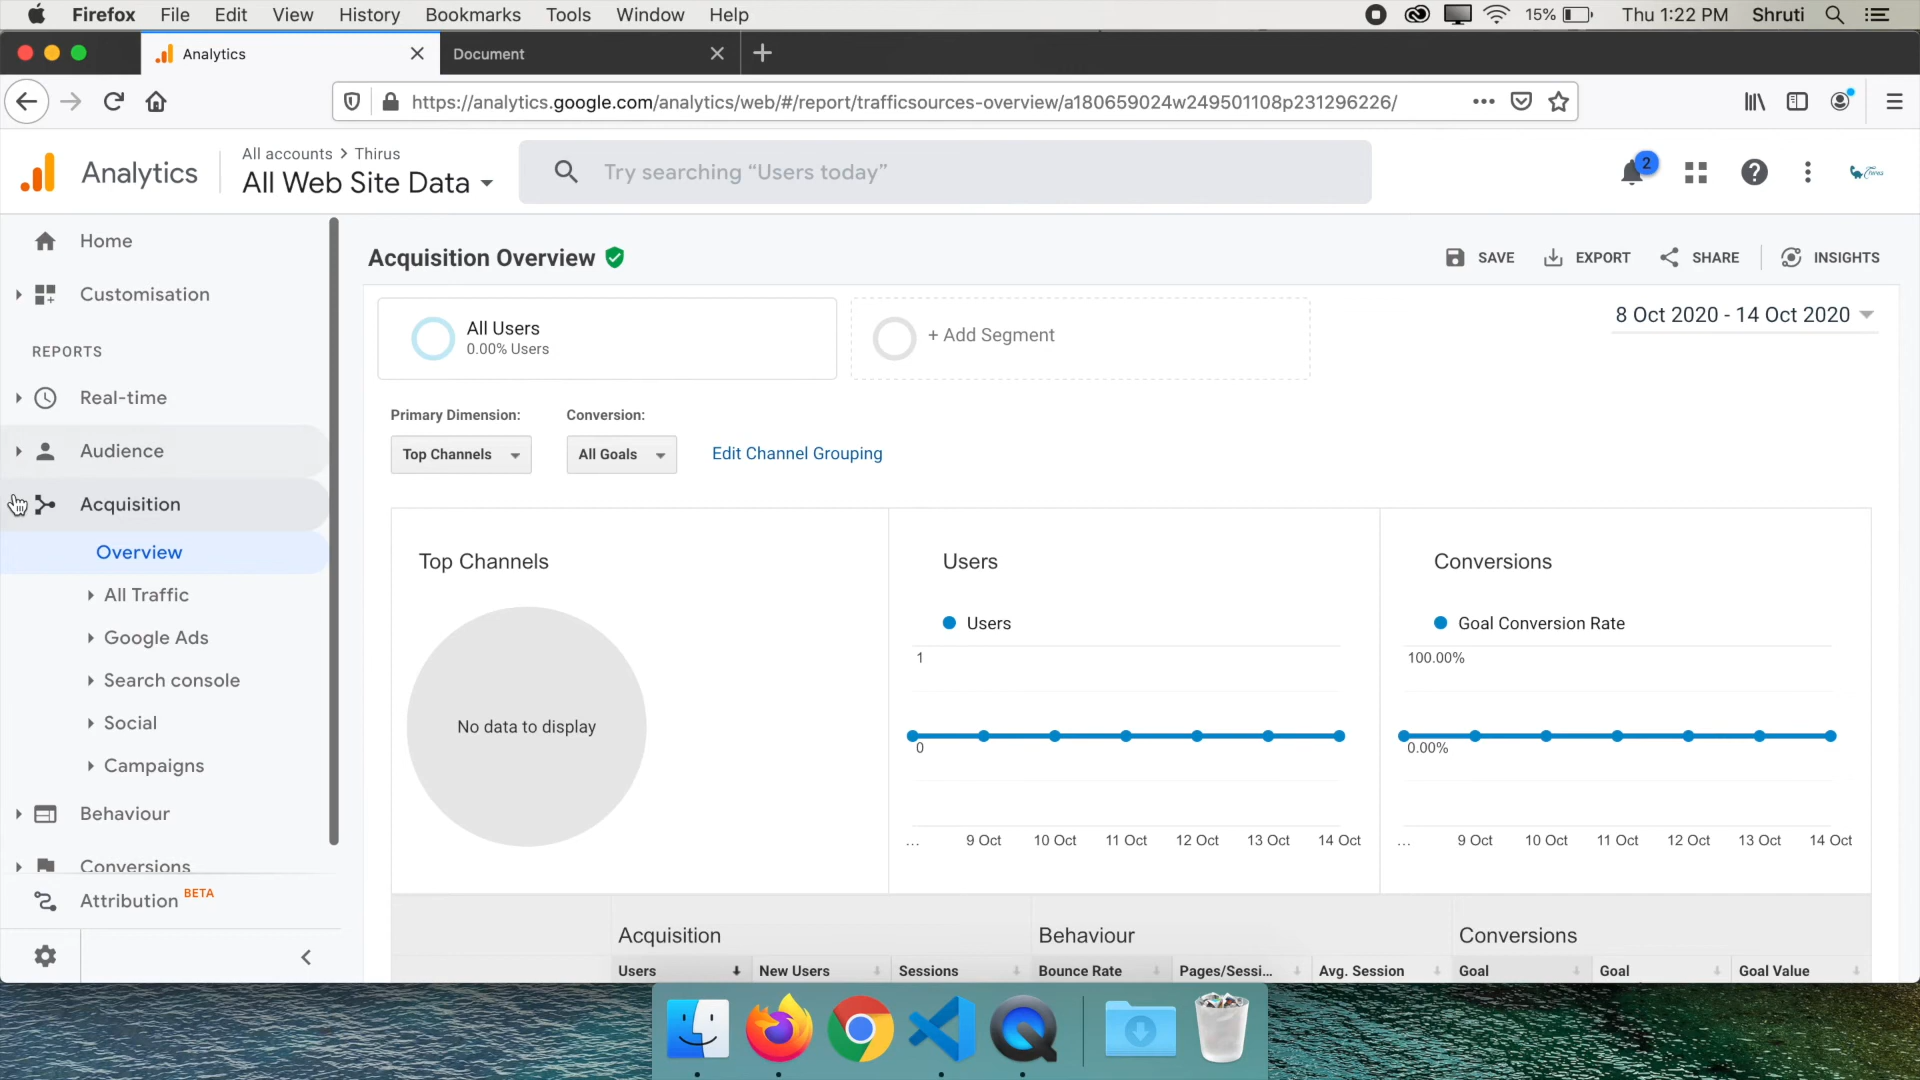 Firefox File Edit View History Bookmarks Tools Window Help 15% Thu 1:22 PM Shruti
Analytics Document
https://analytics.google.com/analytics/web/#/report/trafficsources-overview/a180659024w249501108p231296226/
Analytics
All accounts > Thirus
All Web Site Data
Try searching “Users today”
2
Home
Customisation
REPORTS
Real-time
Audience
Acquisition
Overview
All Traffic
Google Ads
Search console
Social
Campaigns
Behaviour
Conversions
Attribution BETA
Acquisition Overview
SAVE EXPORT SHARE INSIGHTS
All Users
0.00% Users
+ Add Segment
8 Oct 2020 - 14 Oct 2020
Primary Dimension: Conversion:
Top Channels All Goals Edit Channel Grouping
Top Channels
No data to display
Users
Users
1
0
... 9 Oct 10 Oct 11 Oct 12 Oct 13 Oct 14 Oct
Conversions
Goal Conversion Rate
100.00%
0.00%
... 9 Oct 10 Oct 11 Oct 12 Oct 13 Oct 14 Oct
Acquisition Behaviour Conversions
Users New Users Sessions Bounce Rate Pages/Sessi... Avg. Session Goal Goal Goal Value